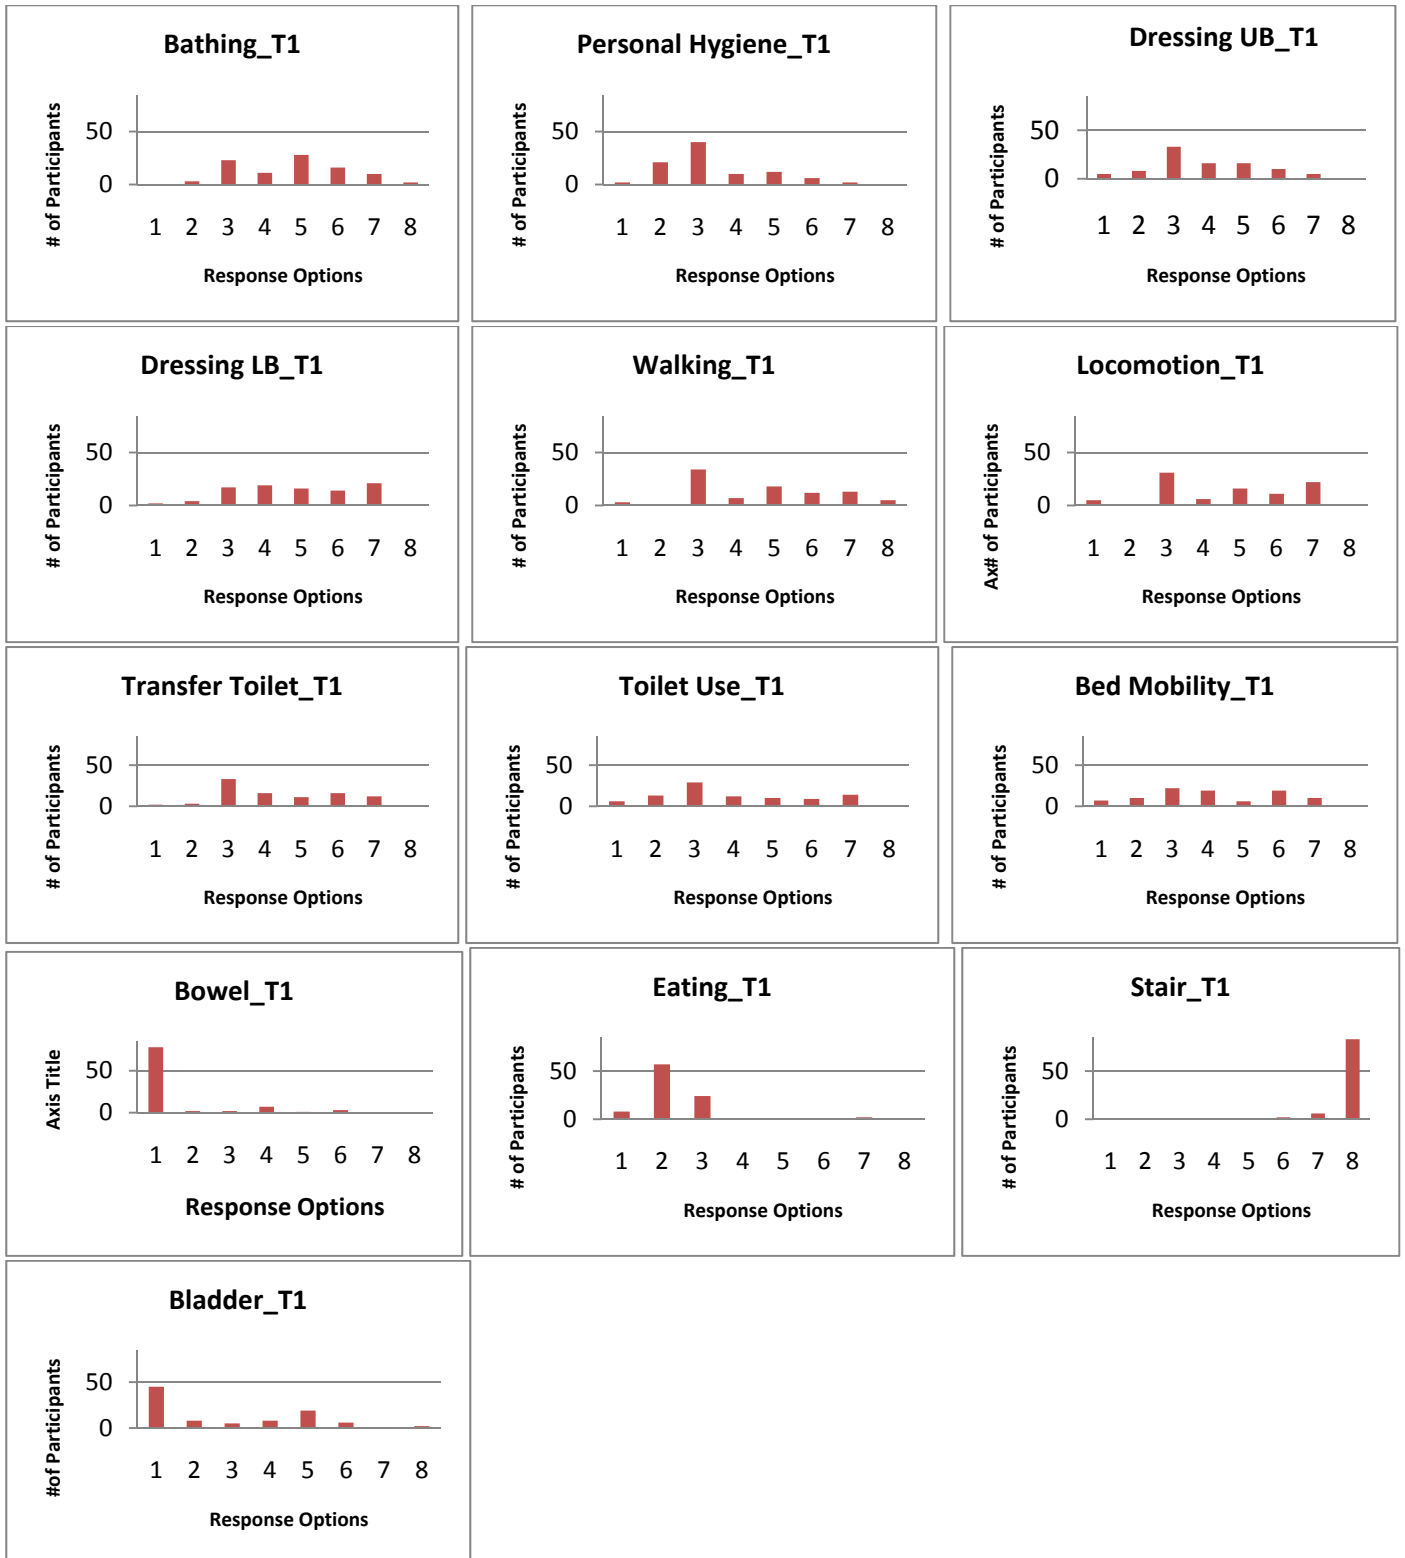 Bathing_T1
# of Participants
50
0
1 2 3 4 5 6 7 8
Response Options
Personal Hygiene_T1
# of Participants
50
0
1 2 3 4 5 6 7 8
Response Options
Dressing UB_T1
# of Participants
50
0
1 2 3 4 5 6 7 8
Response Options
Dressing LB_T1
# of Participants
50
0
1 2 3 4 5 6 7 8
Response Options
Walking_T1
# of Participants
50
0
1 2 3 4 5 6 7 8
Response Options
Locomotion_T1
Ax# of Participants
50
0
1 2 3 4 5 6 7 8
Response Options
Transfer Toilet_T1
# of Participants
50
0
1 2 3 4 5 6 7 8
Response Options
Toilet Use_T1
# of Participants
50
0
1 2 3 4 5 6 7 8
Response Options
Bed Mobility_T1
# of Participants
50
0
1 2 3 4 5 6 7 8
Response Options
Bowel_T1
Axis Title
50
0
1 2 3 4 5 6 7 8
Response Options
Eating_T1
# of Participants
50
0
1 2 3 4 5 6 7 8
Response Options
Stair_T1
# of Participants
50
0
1 2 3 4 5 6 7 8
Response Options
Bladder_T1
#of Participants
50
0
1 2 3 4 5 6 7 8
Response Options